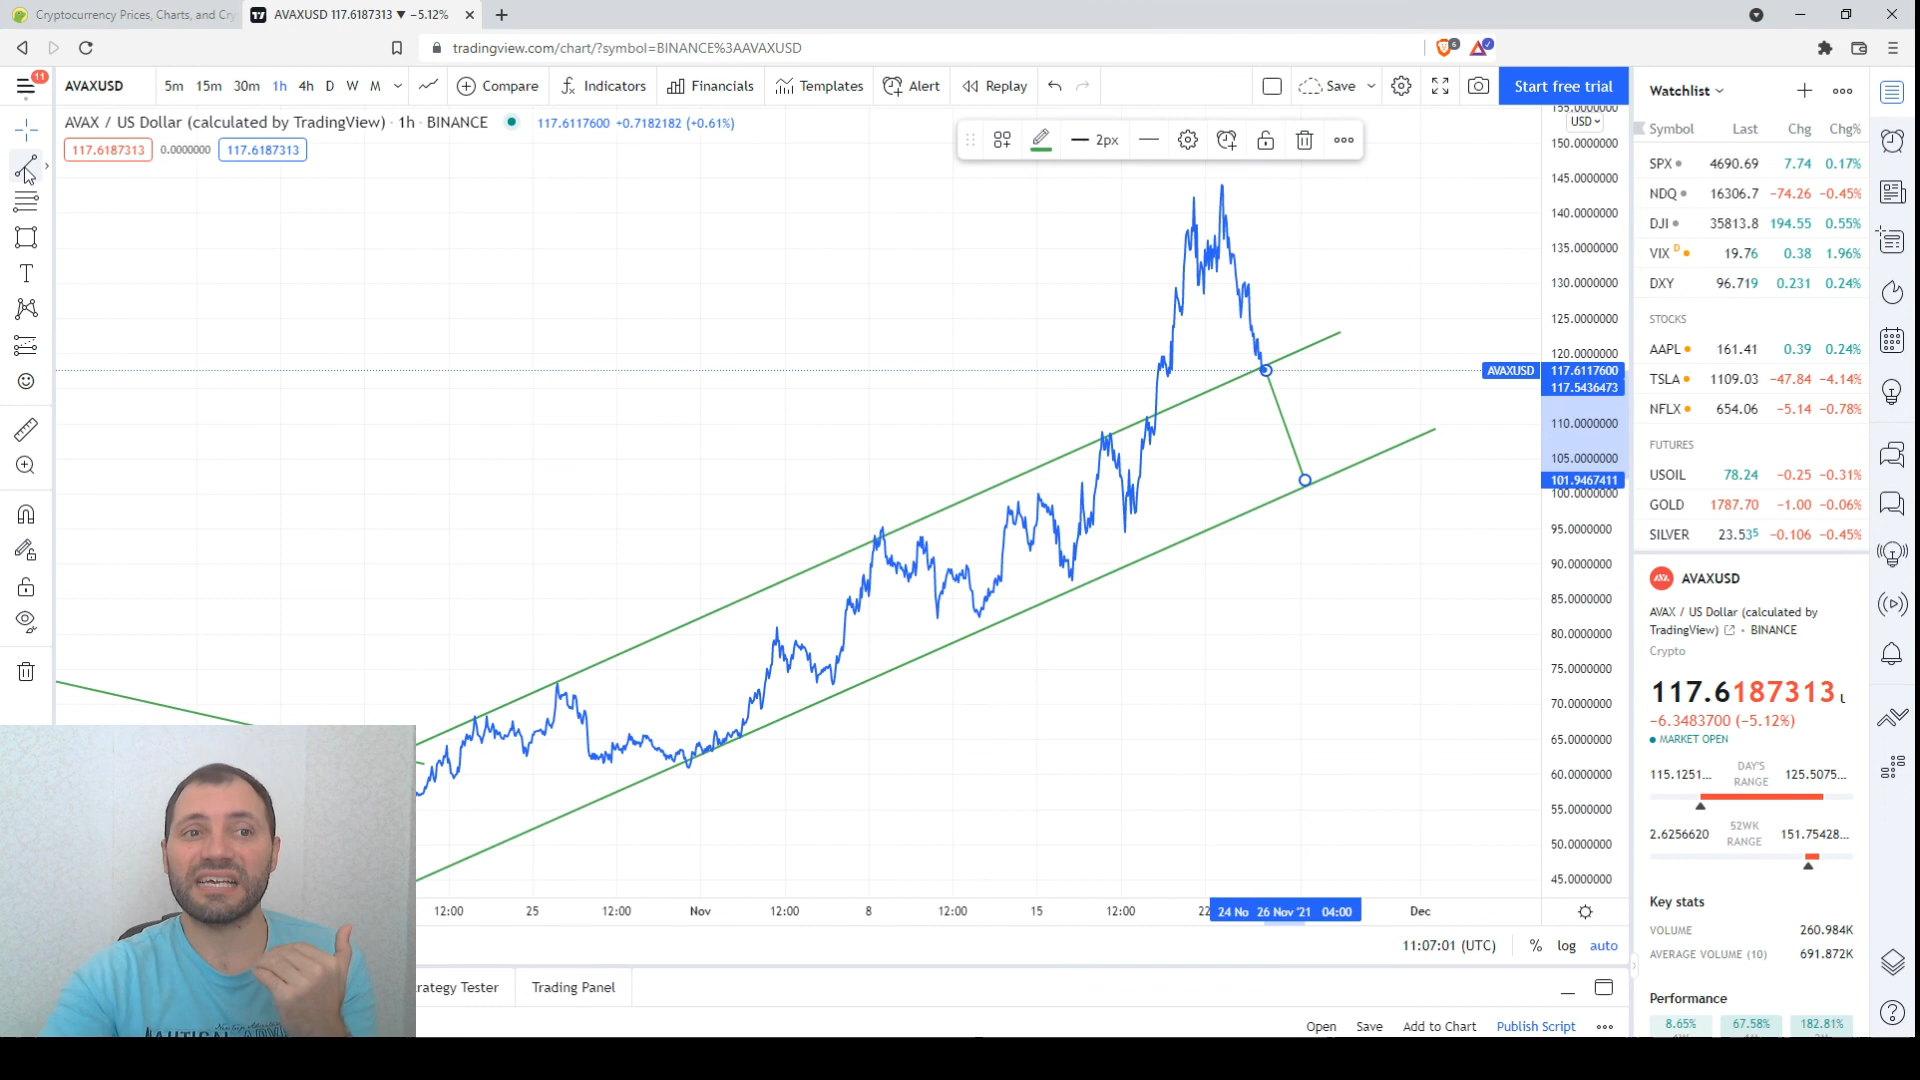 Cryptocurrency Prices, Charts, and Cry
AVAXUSD 117.6187313 ▼ −5.12%
tradingview.com/chart/?symbol=BINANCE%3AAVAXUSD
6
11
AVAXUSD 5m 15m 30m 1h 4h D W M Compare Indicators Financials Templates Alert Replay Save Start free trial
AVAX / US Dollar (calculated by TradingView) · 1h · BINANCE 117.6117600 +0.7182182 (+0.61%)
117.6187313 0.0000000 117.6187313
2px
155.0000000
USD
150.0000000
145.0000000
140.0000000
135.0000000
130.0000000
125.0000000
120.0000000
AVAXUSD 117.6117600
117.5436473
110.0000000
105.0000000
101.9467411
100.0000000
95.0000000
90.0000000
85.0000000
80.0000000
75.0000000
70.0000000
65.0000000
60.0000000
55.0000000
50.0000000
45.0000000
12:00 25 12:00 Nov 12:00 8 12:00 15 12:00 22 24 No 26 Nov '21 04:00 Dec
11:07:01 (UTC) % log auto
rategy Tester Trading Panel
Open Save Add to Chart Publish Script
Watchlist
Symbol Last Chg Chg%
SPX 4690.69 7.74 0.17%
NDQ 16306.7 −74.26 −0.45%
DJI 35813.8 194.55 0.55%
VIX D 19.76 0.38 1.96%
DXY 96.719 0.231 0.24%
STOCKS
AAPL 161.41 0.39 0.24%
TSLA 1109.03 −47.84 −4.14%
NFLX 654.06 −5.14 −0.78%
FUTURES
USOIL 78.24 −0.25 −0.31%
GOLD 1787.70 −1.00 −0.06%
SILVER 23.535 −0.106 −0.45%
AVAXUSD
AVAX / US Dollar (calculated by
TradingView) • BINANCE
Crypto
117.6187313
−6.3483700 (−5.12%)
MARKET OPEN
115.1251... DAY'S RANGE 125.5075...
2.6256620 52WK RANGE 151.75428...
Key stats
VOLUME 260.984K
AVERAGE VOLUME (10) 691.872K
Performance
8.65% 67.58% 182.81%